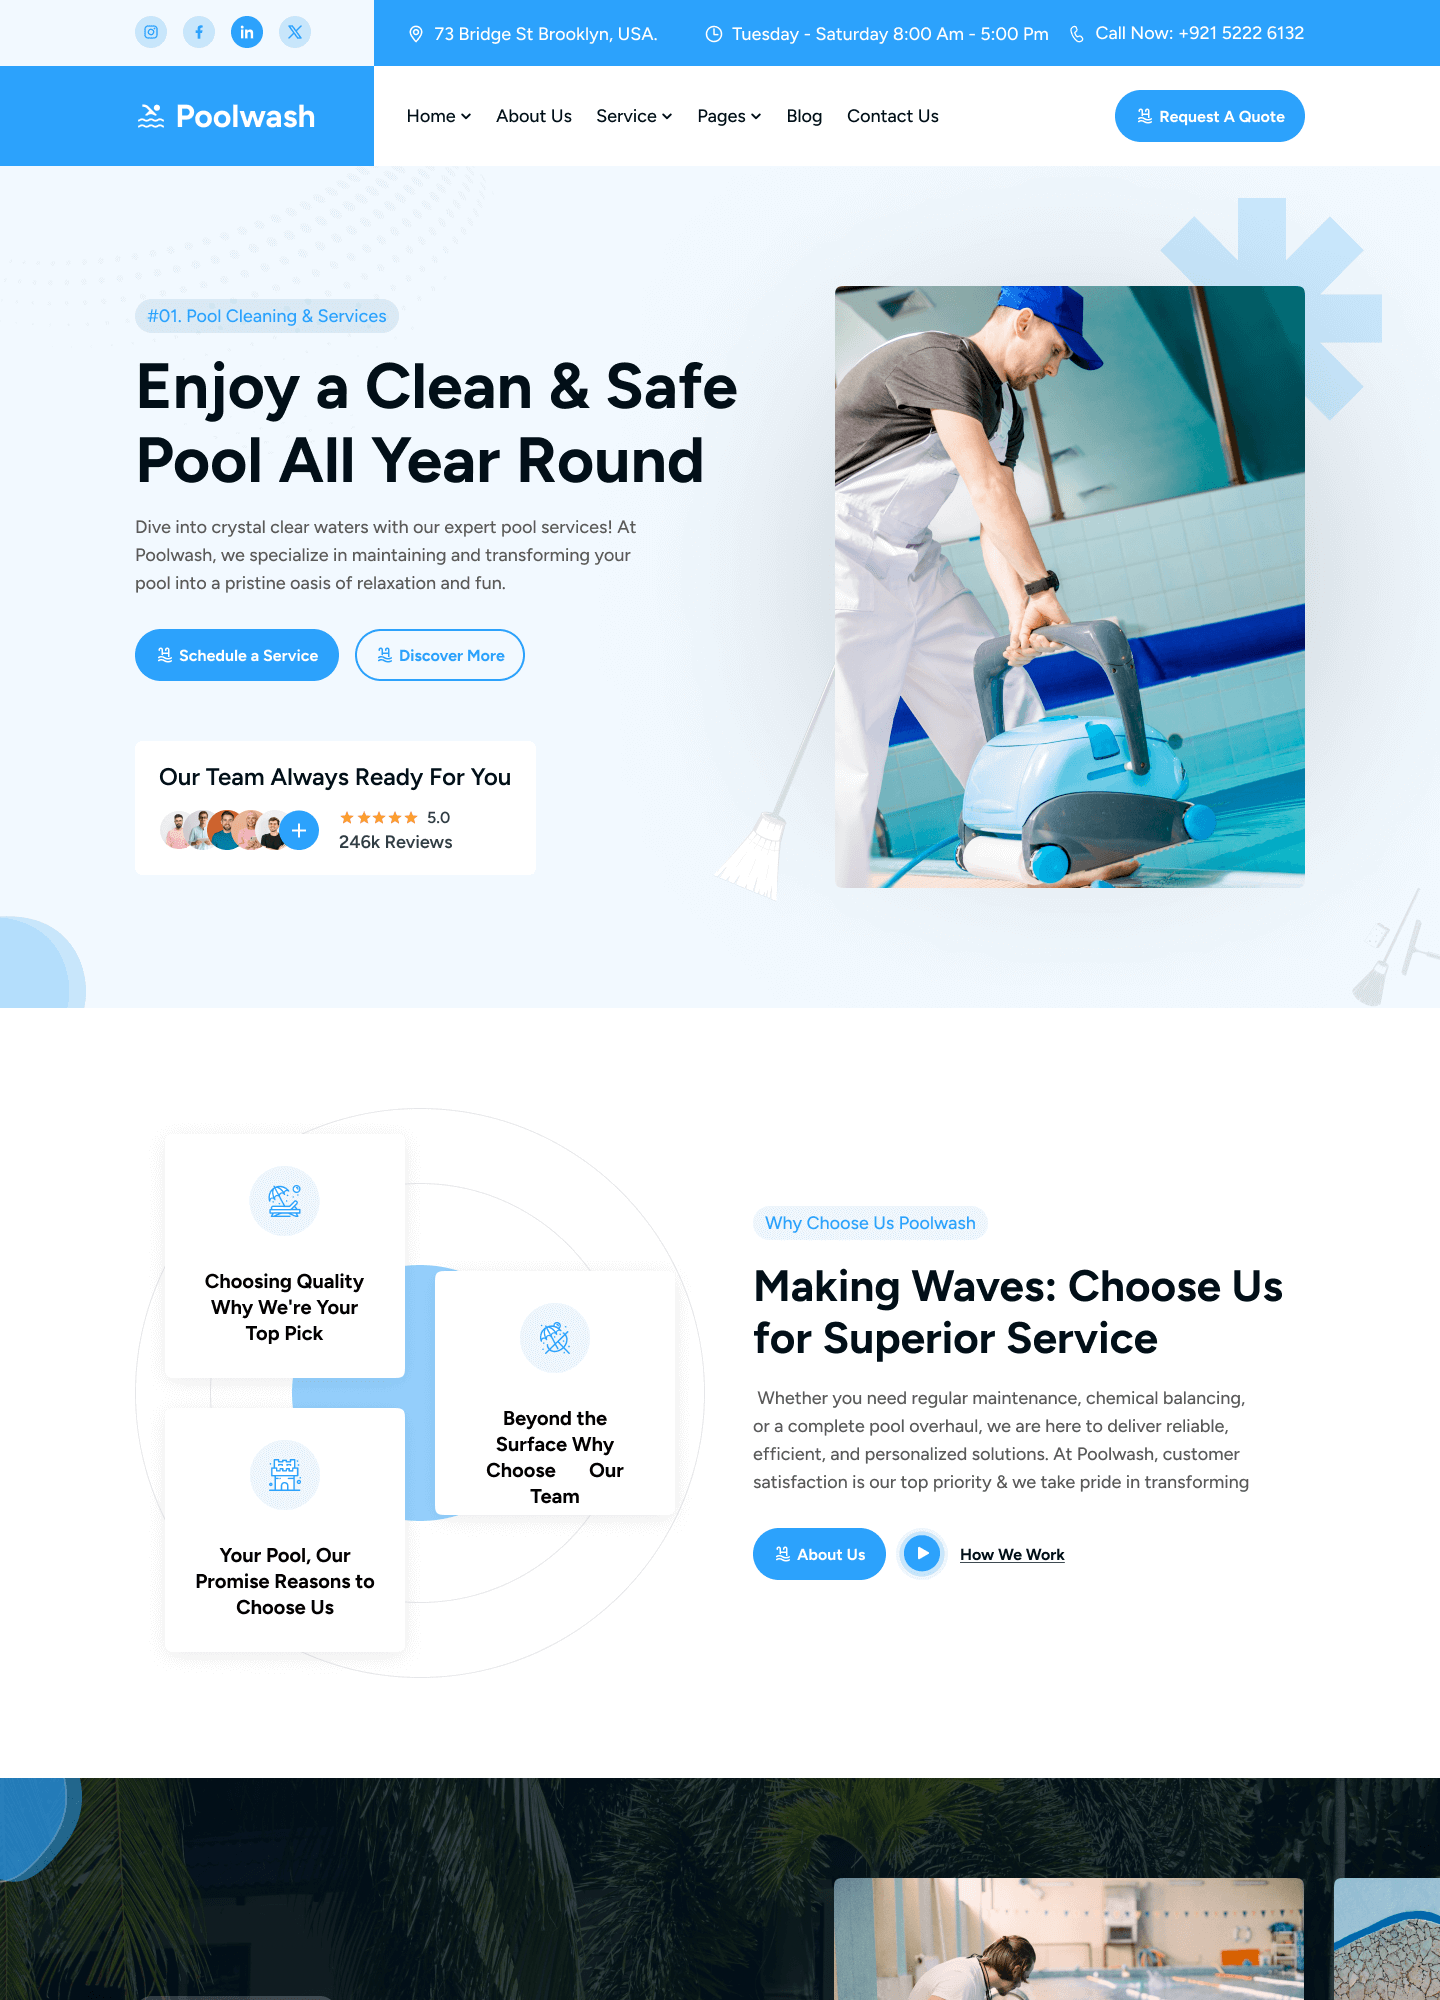 73 Bridge St Brooklyn, USA.
Tuesday - Saturday 8:00 Am - 5:00 Pm
Call Now: +921 5222 6132
Poolwash
Home
About Us
Service
Pages
Blog
Contact Us
Request A Quote
#01. Pool Cleaning & Services
Enjoy a Clean & Safe
Pool All Year Round
Dive into crystal clear waters with our expert pool services! At
Poolwash, we specialize in maintaining and transforming your
pool into a pristine oasis of relaxation and fun.
Schedule a Service
Discover More
Our Team Always Ready For You
5.0
246k Reviews
Choosing Quality
Why We're Your
Top Pick
Beyond the
Surface Why
Choose Our
Team
Your Pool, Our
Promise Reasons to
Choose Us
Why Choose Us Poolwash
Making Waves: Choose Us
for Superior Service
Whether you need regular maintenance, chemical balancing,
or a complete pool overhaul, we are here to deliver reliable,
efficient, and personalized solutions. At Poolwash, customer
satisfaction is our top priority & we take pride in transforming
About Us
How We Work